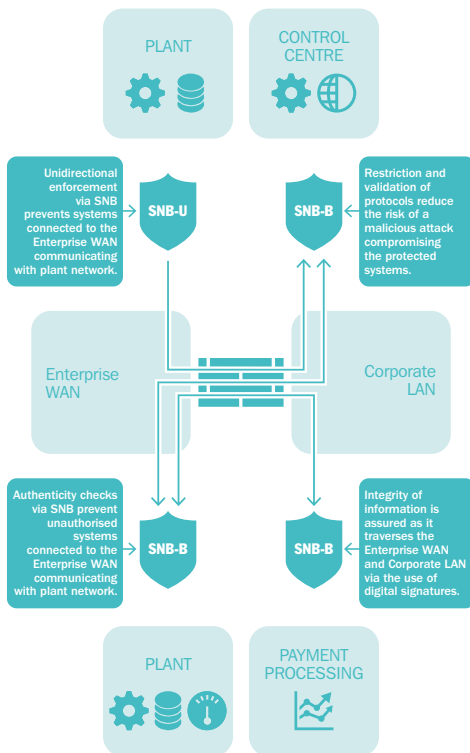 PLANT
CONTROL
CENTRE
Unidirectional
enforcement
via SNB
prevents systems
connected to the
Enterprise WAN
communicating
with plant network.
SNB-U
SNB-B
Restriction and
validation of
protocols reduce
the risk of a
malicious attack
compromising
the protected
systems.
Enterprise
WAN
Corporate
LAN
Authenticity checks
via SNB prevent
unauthorised
systems
connected to the
Enterprise WAN
communicating
with plant network.
SNB-B
SNB-B
Integrity of
information is
assured as it
traverses the
Enterprise WAN
and Corporate LAN
via the use of
digital signatures.
PLANT
PAYMENT
PROCESSING